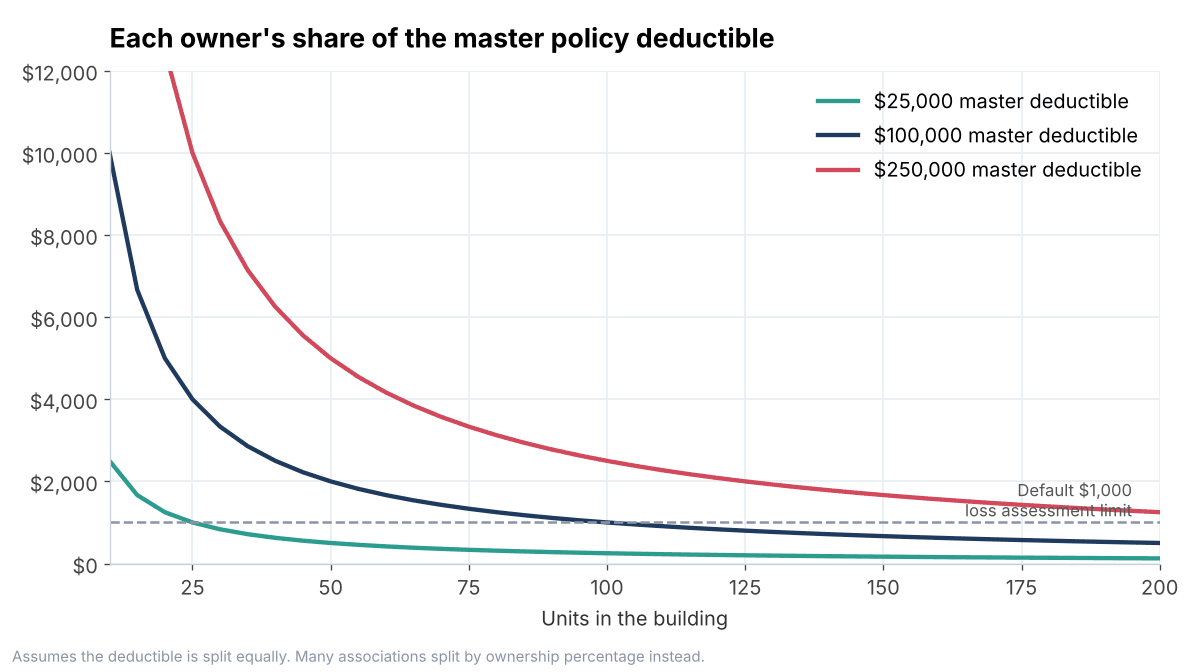 Each owner's share of the master policy deductible
$12,000
$10,000
$8,000
$6,000
$4,000
$2,000
$0
$25,000 master deductible
$100,000 master deductible
$250,000 master deductible
Default $1,000
loss assessment limit
25
50
75
100
125
150
175
200
Units in the building
Assumes the deductible is split equally. Many associations split by ownership percentage instead.